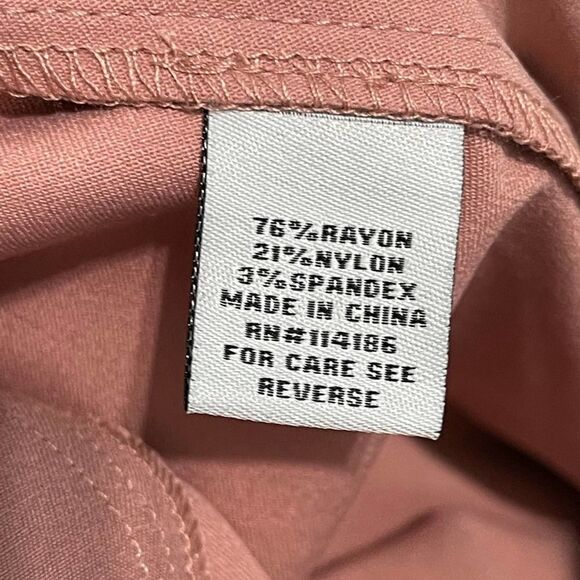 76%RAYON
21%NYLON
3%SPANDEX
MADE IN CHINA
RN#114186
FOR CARE SEE
REVERSE